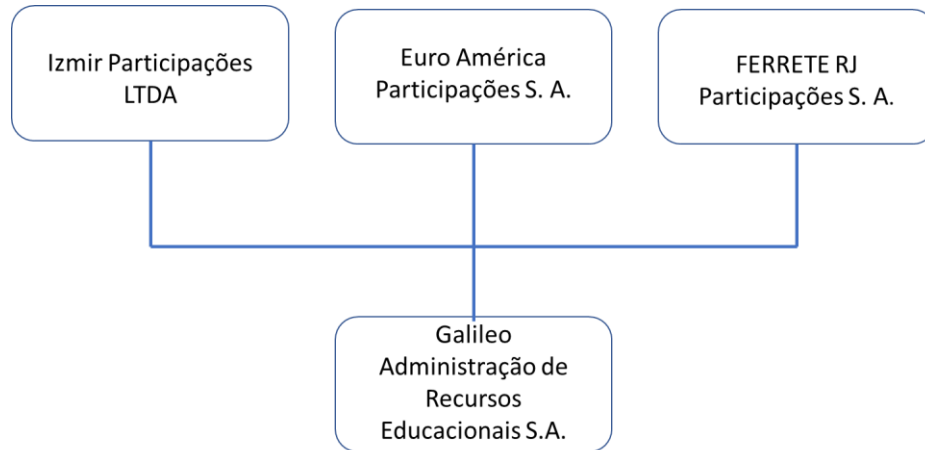 Izmir Participações
LTDA
Euro América
Participações S. A.
FERRETE RJ
Participações S. A.
Galileo
Administração de
Recursos
Educacionais S.A.